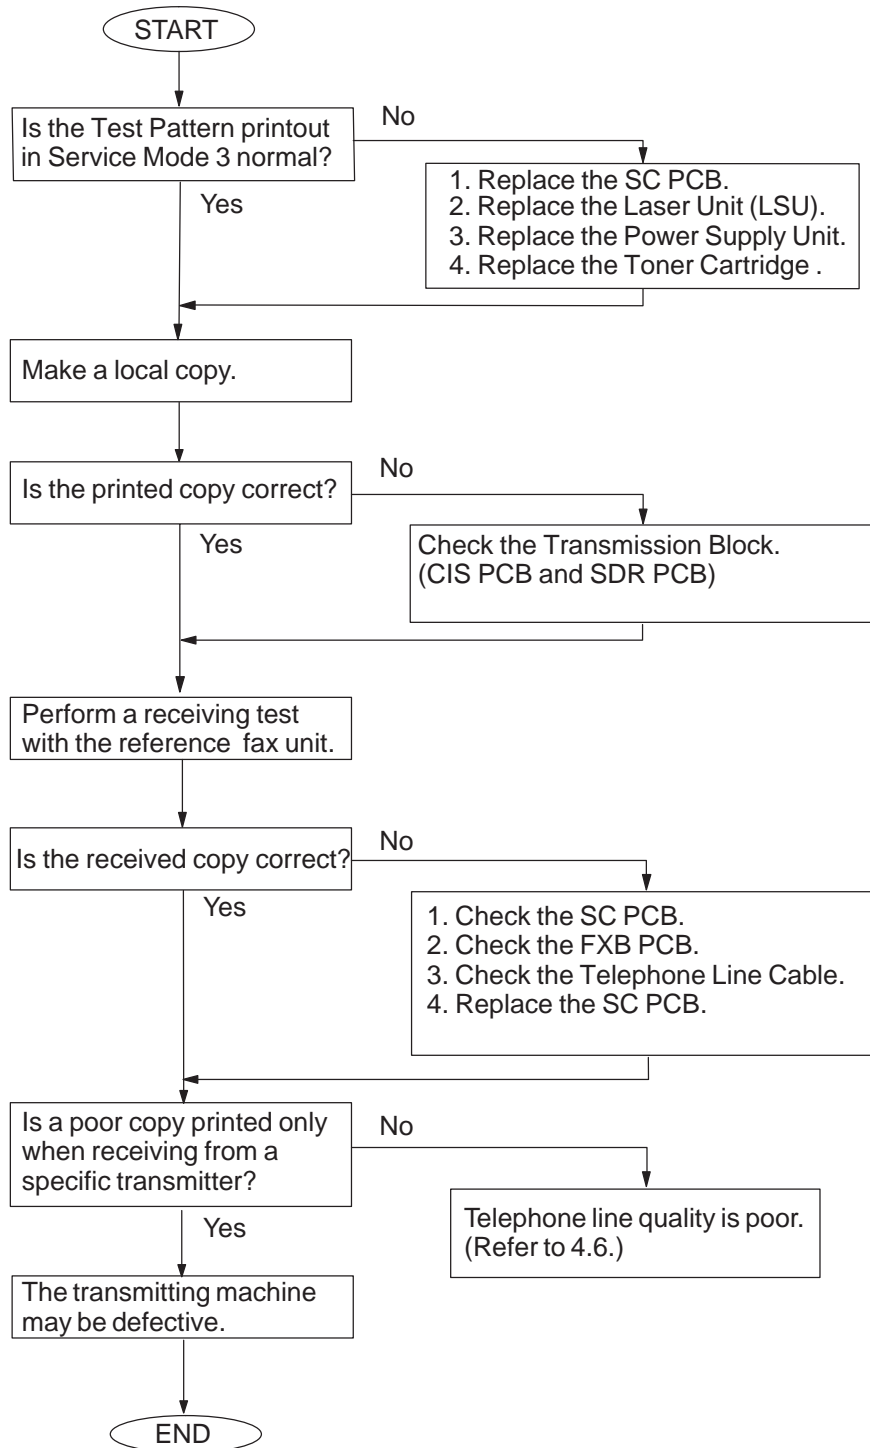 START
Is the Test Pattern printout
in Service Mode 3 normal?
No
Yes
1. Replace the SC PCB.
2. Replace the Laser Unit (LSU).
3. Replace the Power Supply Unit.
4. Replace the Toner Cartridge .
Make a local copy.
Is the printed copy correct?
No
Yes
Check the Transmission Block.
(CIS PCB and SDR PCB)
Perform a receiving test
with the reference fax unit.
Is the received copy correct?
No
Yes
1. Check the SC PCB.
2. Check the FXB PCB.
3. Check the Telephone Line Cable.
4. Replace the SC PCB.
Is a poor copy printed only
when receiving from a
specific transmitter?
No
Yes
Telephone line quality is poor.
(Refer to 4.6.)
The transmitting machine
may be defective.
END